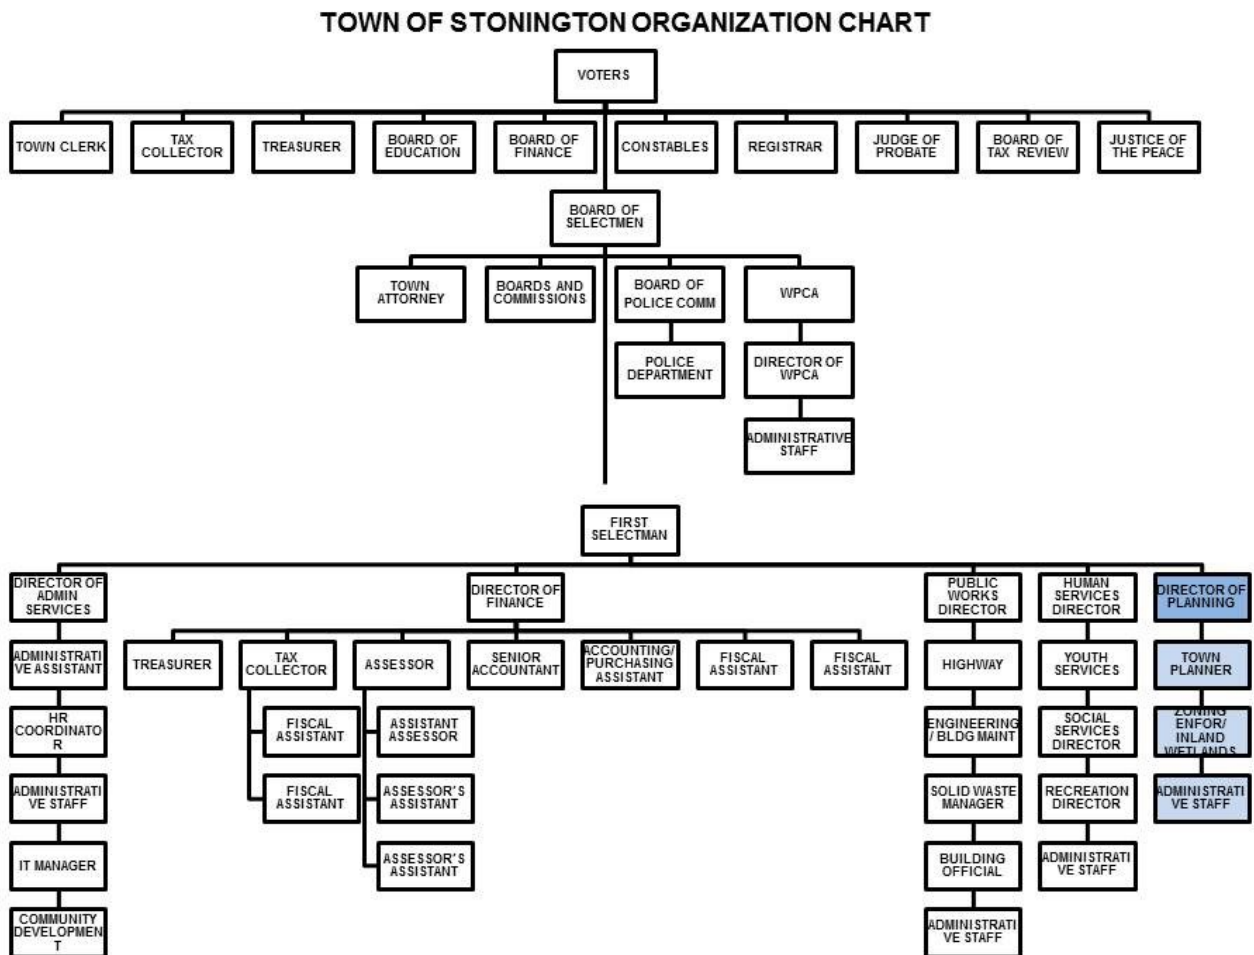 TOWN OF STONINGTON ORGANIZATION CHART
VOTERS
TOWN CLERK
TAX
COLLECTOR
TREASURER
BOARD OF
EDUCATION
BOARD OF
FINANCE
CONSTABLES
REGISTRAR
JUDGE OF
PROBATE
BOARD OF
TAX REVIEW
JUSTICE OF
THE PEACE
BOARD OF
SELECTMEN
TOWN
ATTORNEY
BOARDS AND
COMMISSIONS
BOARD OF
POLICE COMM
WPCA
POLICE
DEPARTMENT
DIRECTOR OF
WPCA
ADMINISTRATIVE
STAFF
FIRST
SELECTMAN
DIRECTOR OF
ADMIN
SERVICES
DIRECTOR OF
FINANCE
PUBLIC
WORKS
DIRECTOR
HUMAN
SERVICES
DIRECTOR
DIRECTOR OF
PLANNING
ADMINISTRATI
VE ASSISTANT
TREASURER
TAX
COLLECTOR
ASSESSOR
SENIOR
ACCOUNTANT
ACCOUNTING/
PURCHASING
ASSISTANT
FISCAL
ASSISTANT
FISCAL
ASSISTANT
HIGHWAY
YOUTH
SERVICES
TOWN
PLANNER
HR
COORDINATO
R
FISCAL
ASSISTANT
ASSISTANT
ASSESSOR
ENGINEERING
/ BLDG MAINT
SOCIAL
SERVICES
DIRECTOR
ZONING
ENFOR/
INLAND
WETLANDS
ADMINISTRATI
VE STAFF
FISCAL
ASSISTANT
ASSESSOR'S
ASSISTANT
SOLID WASTE
MANAGER
RECREATION
DIRECTOR
ADMINISTRATI
VE STAFF
IT MANAGER
ASSESSOR'S
ASSISTANT
BUILDING
OFFICIAL
ADMINISTRATI
VE STAFF
COMMUNITY
DEVELOPMEN
T
ADMINISTRATI
VE STAFF